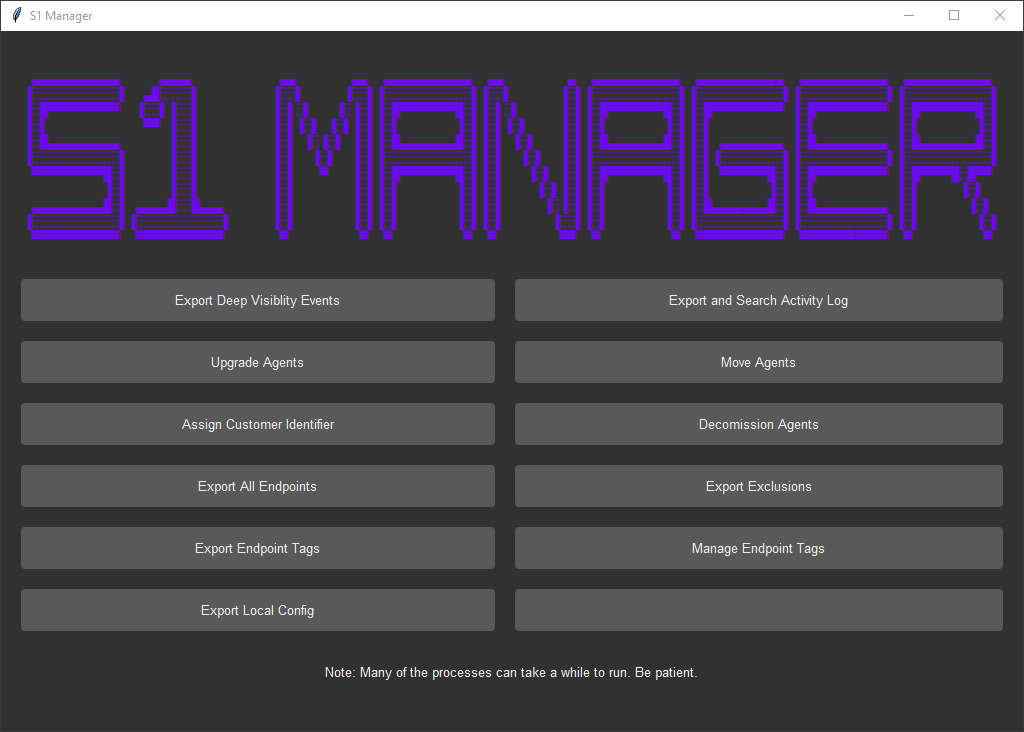 S1 Manager
S1 MANAGER
Export Deep Visiblity Events
Export and Search Activity Log
Upgrade Agents
Move Agents
Assign Customer Identifier
Decomission Agents
Export All Endpoints
Export Exclusions
Export Endpoint Tags
Manage Endpoint Tags
Export Local Config
Note: Many of the processes can take a while to run. Be patient.